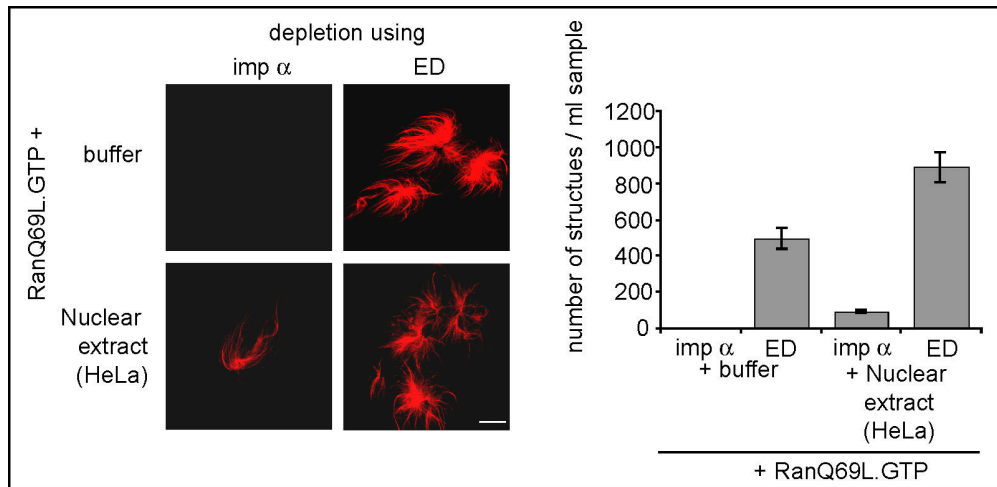 depletion using
imp α
ED
RanQ69L.GTP +
buffer
Nuclear
extract
(HeLa)
number of structues / ml sample
1200
1000
800
600
400
200
0
imp α
ED
imp α
ED
+ buffer
+ Nuclear
extract
(HeLa)
+ RanQ69L.GTP